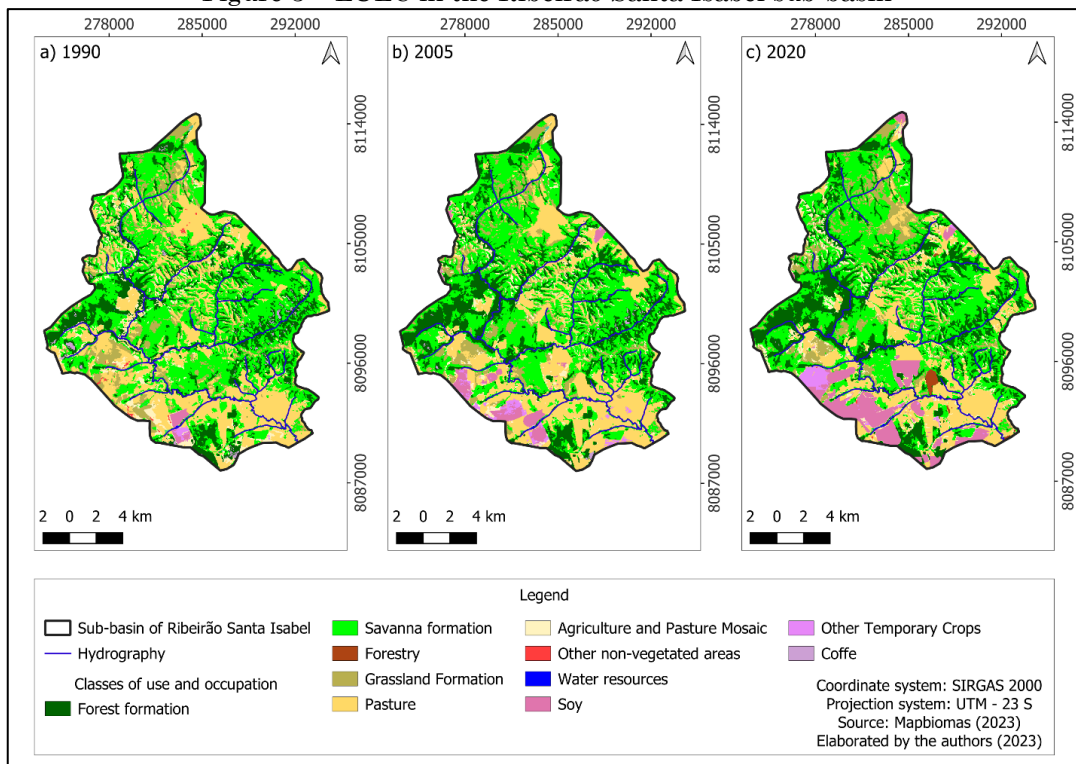 278000 285000 292000
278000 285000 292000
278000 285000 292000
a) 1990
b) 2005
c) 2020
8114000
8105000
8096000
8087000
8114000
8105000
8096000
8087000
8114000
8105000
8096000
8087000
2 0 2 4 km
2 0 2 4 km
2 0 2 4 km
Legend
Sub-basin of Ribeirão Santa Isabel
Hydrography
Classes of use and occupation
Forest formation
Savanna formation
Forestry
Grassland Formation
Pasture
Agriculture and Pasture Mosaic
Other non-vegetated areas
Water resources
Soy
Other Temporary Crops
Coffe
Coordinate system: SIRGAS 2000
Projection system: UTM - 23 S
Source: Mapbiomas (2023)
Elaborated by the authors (2023)